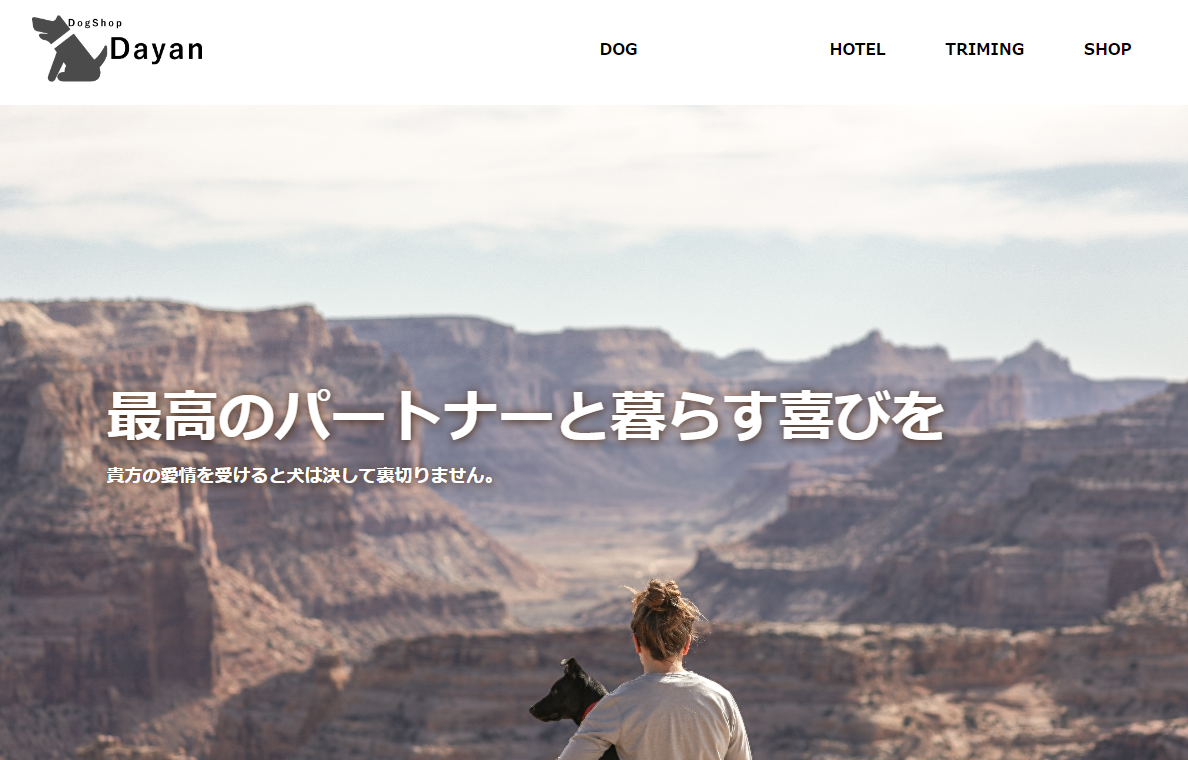 DogShop
Dayan
DOG HOTEL TRIMING SHOP
最高のパートナーと暮らす喜びを
貴方の愛情を受けると犬は決して裏切りません。